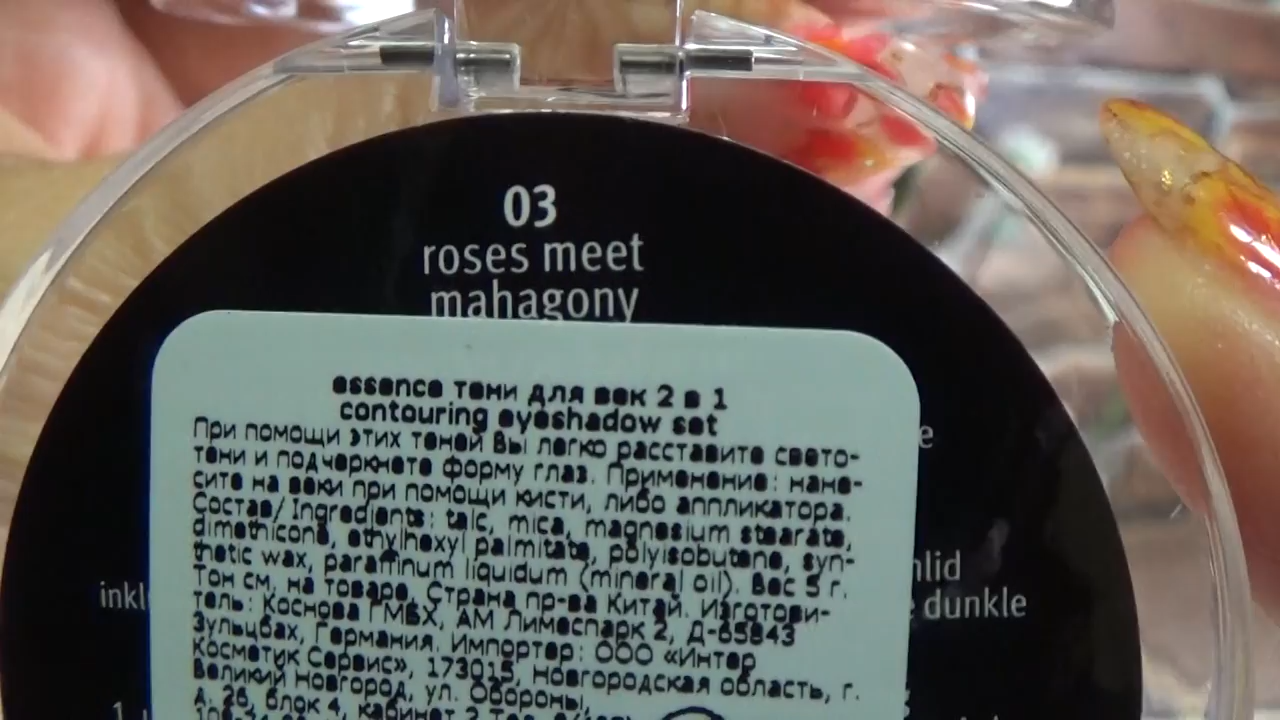 03
roses meet
mahagony
essence тени для век 2 в 1
contouring eyeshadow set
При помощи этих теней Вы легко расставите свето-
тени и подчеркнете форму глаз. Применение: нане-
сите на веки при помощи кисти, либо аппликатора.
Состав/ Ingredients: talc, mica, magnesium stearate,
dimethicone, ethylhexyl palmitate, polyisobutene, syn-
thetic wax, paraffinum liquidum (mineral oil). Вес 5 г.
Тон см. на товаре. Страна пр-ва Китай. Изготови-
тель: Коснова ГМБХ, АМ Лимеспарк 2, Д-65843
Зульцбах, Германия. Импортер: ООО «Интер
Косметик Сервис», 173015, Новгородская область, г.
Великий Новгород, ул. Обороны,
д. 26, блок 4, кабинет 2
inkl
dunkle